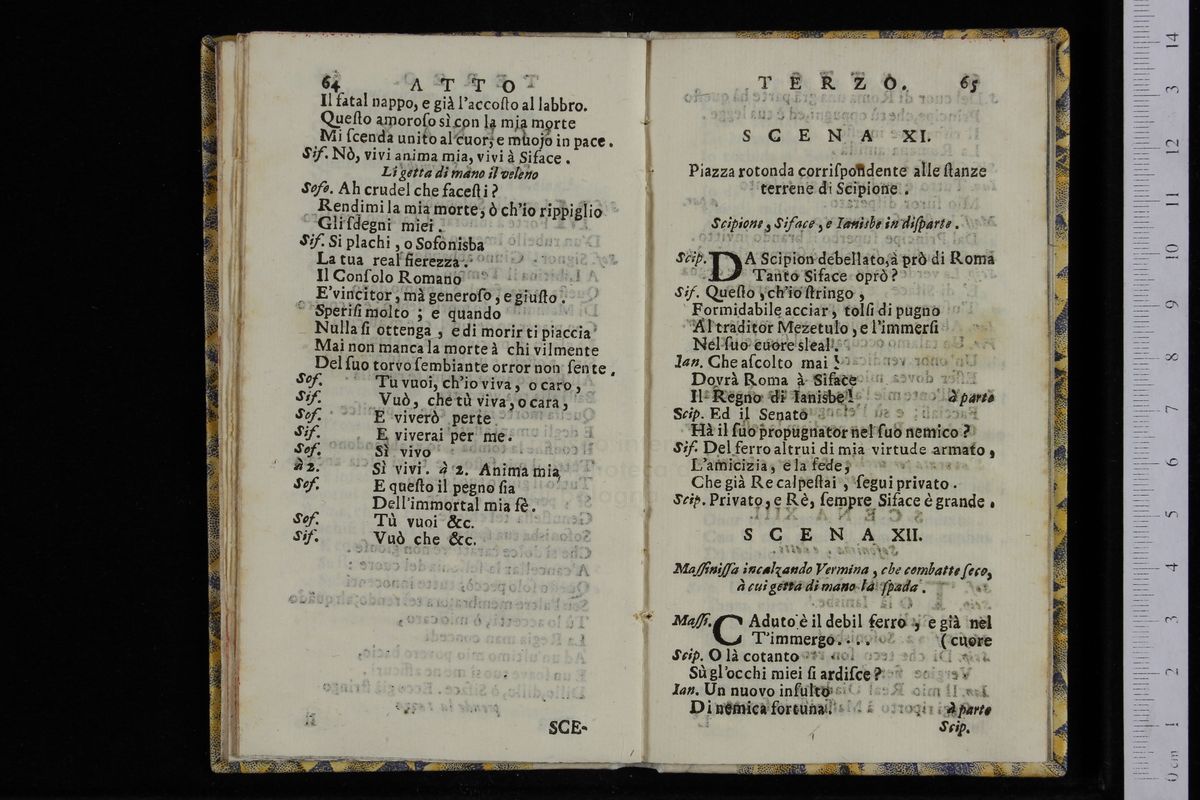 64 ATTO
Il fatal nappo, e già l'accoſto al labbro.
Queſto amoroſo sì con la mia morte
Mi ſcenda unito al cuor, e muojo in pace.
Siſ. Nò, vivi anima mia, vivi à Siface.
Li getta di mano il veleno
Sofo. Ah crudel che faceſti?
Rendimi la mia morte, ò ch'io rippiglio
Gli ſdegni miei.
Siſ. Si plachi, o Sofonisba
La tua real fierezza.
Il Conſolo Romano
E'vincitor, mà generoſo, e giuſto.
Speriſi molto; e quando
Nulla ſi ottenga, e di morir ti piaccia
Mai non manca la morte à chi vilmente
Del ſuo torvo ſembiante orror non ſente.
Sof. Tu vuoi, ch'io viva, o caro,
Sif. Vuò, che tù viva, o cara,
Sof. E viverò per te
Sif. E viverai per me.
Sof. Sì vivo
à 2. Sì vivi. à 2. Anima mia
Sof. E queſto il pegno ſia
Dell'immortal mia fè.
Sof. Tù vuoi &c.
Sif. Vuò che &c.
SCE-
TERZO. 65
SCENA XI.
Piazza rotonda corriſpondente alle ſtanze
terrene di Scipione.
Scipione, Siface, e Ianisbe in diſparte.
Scip. DA Scipion debellato, à prò di Roma
Tanto Siface oprò?
Sif. Queſto, ch'io ſtringo,
Formidabile acciar, tolſi di pugno
Al traditor Mezetulo, e l'immerſi
Nel ſuo cuore sleal.
Ian. Che aſcolto mai!
Dovrà Roma à Siface
Il Regno di Ianisbe! à parte
Scip. Ed il Senato
Hà il ſuo propugnator nel ſuo nemico?
Sif. Del ferro altrui di mia virtude armato,
L'amicizia, e la fede,
Che già Re calpeſtai, ſegui privato.
Scip. Privato, e Rè, ſempre Siface è grande.
SCENA XII.
Maſſiniſſa incalzando Vermina, che combatte ſeco,
à cui getta di mano la ſpada.
Maſſ. CAduto è il debil ferro, e già nel
T'immergo.... (cuore
Scip. O là cotanto
Sù gl'occhi miei ſi ardiſce?
Ian. Un nuovo inſulto
Di nemica fortuna! à parte
Scip.